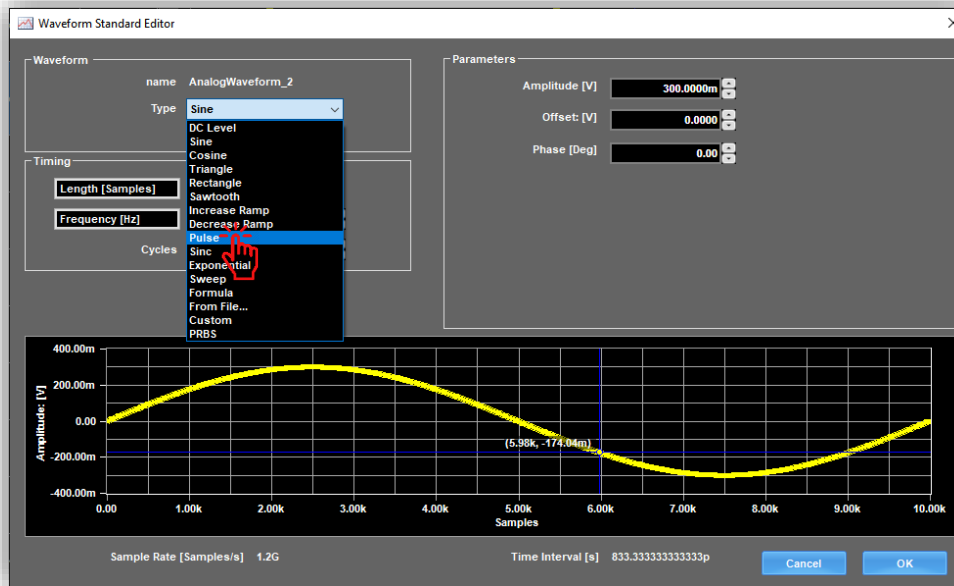 Waveform Standard Editor
Waveform
name AnalogWaveform_2
Type Sine
DC Level
Sine
Cosine
Triangle
Rectangle
Sawtooth
Increase Ramp
Decrease Ramp
Pulse
Sinc
Exponential
Sweep
Formula
From File...
Custom
PRBS
Timing
Length [Samples]
Frequency [Hz]
Cycles
Parameters
Amplitude [V] 300.0000m
Offset: [V] 0.0000
Phase [Deg] 0.00
Amplitude: [V]
400.00m
200.00m
0.00
-200.00m
-400.00m
(5.98k, -174.04m)
0.00 1.00k 2.00k 3.00k 4.00k 5.00k 6.00k 7.00k 8.00k 9.00k 10.00k
Samples
Sample Rate [Samples/s] 1.2G
Time Interval [s] 833.333333333333p
Cancel
OK